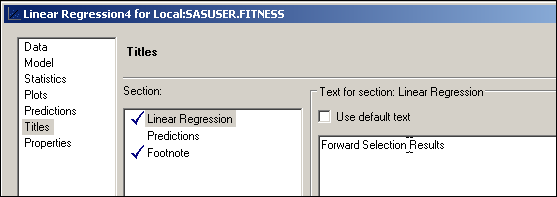 Linear Regression4 for Local:SASUSER.FITNESS
Data
Model
Statistics
Plots
Predictions
Titles
Properties
Titles
Section:
Linear Regression
Predictions
Footnote
Text for section: Linear Regression
Use default text
Forward Selection Results